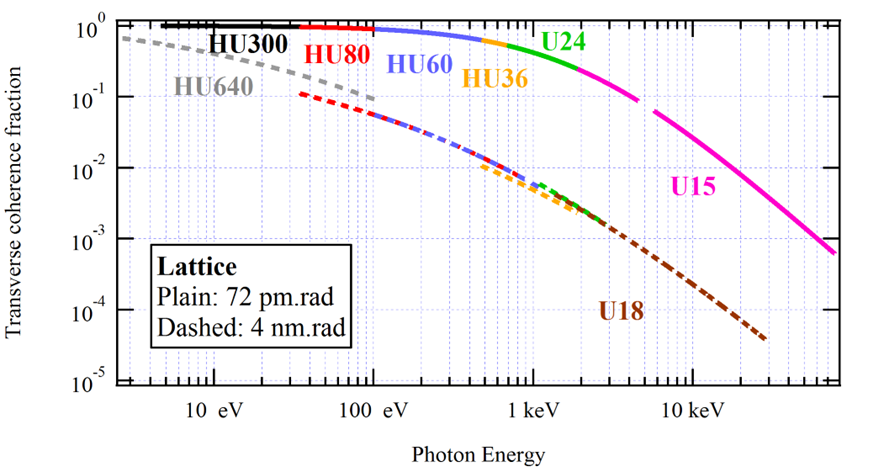 10^0
10^-1
10^-2
10^-3
10^-4
10^-5
Transverse coherence fraction
HU300
HU80
HU60
HU36
U24
HU640
U15
U18
Lattice
Plain: 72 pm.rad
Dashed: 4 nm.rad
10 eV
100 eV
1 keV
10 keV
Photon Energy